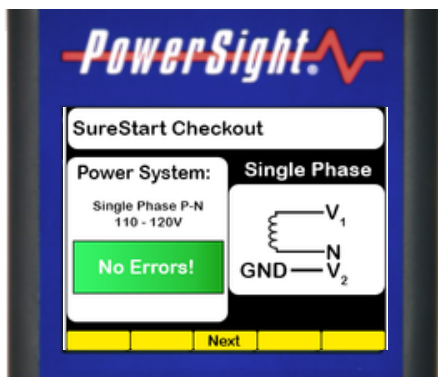 PowerSight®
SureStart Checkout
Power System:
Single Phase P-N
110 - 120V
No Errors!
Single Phase
V1
N
GND V2
Next